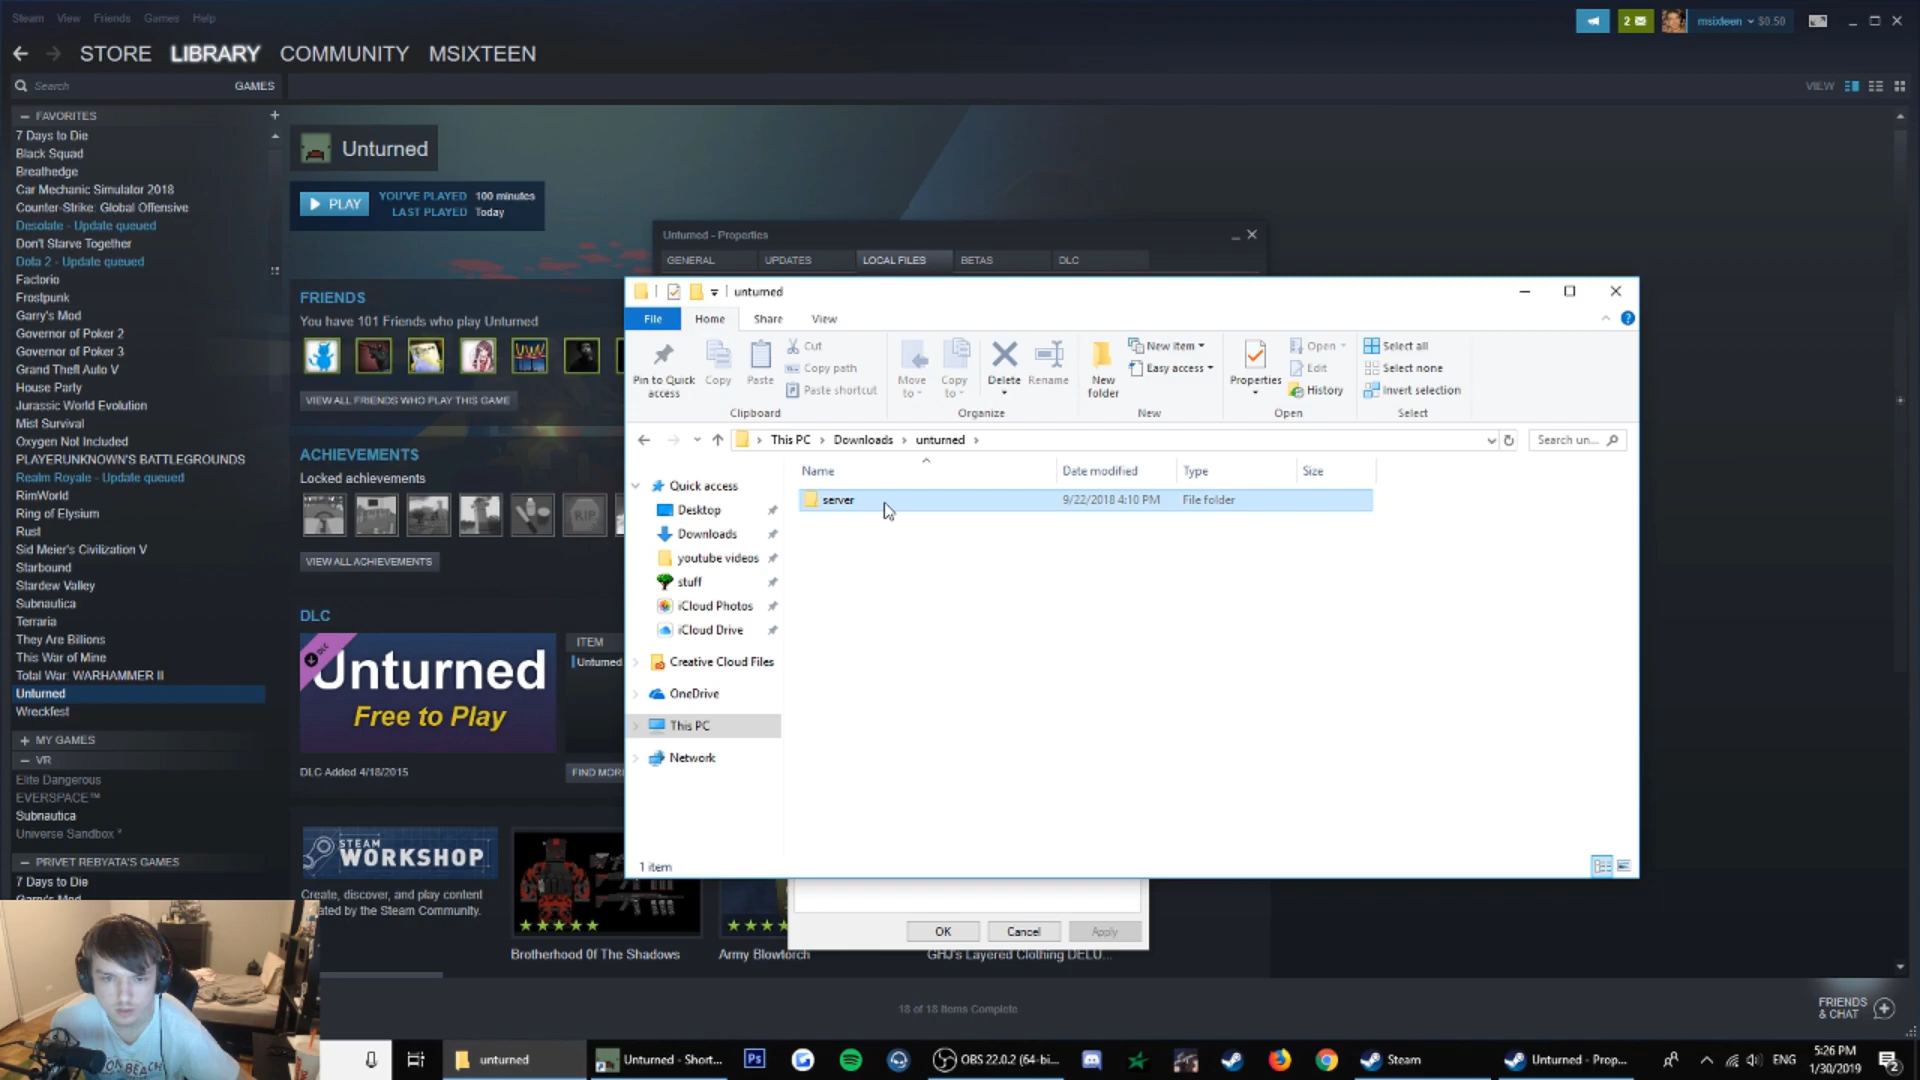 Steam View Friends Games Help
2 msixteen $0.50
STORE LIBRARY COMMUNITY MSIXTEEN
Search GAMES VIEW
FAVORITES
7 Days to Die
Black Squad
Breathedge
Car Mechanic Simulator 2018
Counter-Strike: Global Offensive
Desolate - Update queued
Don't Starve Together
Dota 2 - Update queued
Factorio
Frostpunk
Garry's Mod
Governor of Poker 2
Governor of Poker 3
Grand Theft Auto V
House Party
Jurassic World Evolution
Mist Survival
Oxygen Not Included
PLAYERUNKNOWN'S BATTLEGROUNDS
Realm Royale - Update queued
RimWorld
Ring of Elysium
Rust
Sid Meier's Civilization V
Starbound
Stardew Valley
Subnautica
Terraria
They Are Billions
This War of Mine
Total War: WARHAMMER II
Unturned
Wreckfest
MY GAMES
VR
Elite Dangerous
EVERSPACE™
Subnautica
Universe Sandbox ²
PRIVET REBYATA'S GAMES
7 Days to Die
Garry's Mod
Unturned
PLAY
YOU'VE PLAYED 100 minutes
LAST PLAYED Today
FRIENDS
You have 101 Friends who play Unturned
VIEW ALL FRIENDS WHO PLAY THIS GAME
ACHIEVEMENTS
Locked achievements
RIP
VIEW ALL ACHIEVEMENTS
DLC
DLC
Unturned
Free to Play
ITEM
Unturned
DLC Added 4/18/2015
FIND MOR
STEAM
WORKSHOP
Create, discover, and play content
created by the Steam Community.
Brotherhood Of The Shadows
Army Blowtorch
GHJ's Layered Clothing DELU...
Unturned - Properties
GENERAL UPDATES LOCAL FILES BETAS DLC
unturned
File Home Share View
Pin to Quick access
Copy
Paste
Cut
Copy path
Paste shortcut
Clipboard
Move to
Copy to
Delete
Rename
Organize
New folder
New item
Easy access
New
Properties
Open
Edit
History
Open
Select all
Select none
Invert selection
Select
This PC > Downloads > unturned >
Search un...
Name Date modified Type Size
server 9/22/2018 4:10 PM File folder
Quick access
Desktop
Downloads
youtube videos
stuff
iCloud Photos
iCloud Drive
Creative Cloud Files
OneDrive
This PC
Network
1 item
OK Cancel Apply
18 of 18 Items Complete
FRIENDS
& CHAT
unturned
Unturned - Short...
Ps
OBS 22.0.2 (64-bi...
Steam
Unturned - Prop...
ENG
5:26 PM
1/30/2019
2